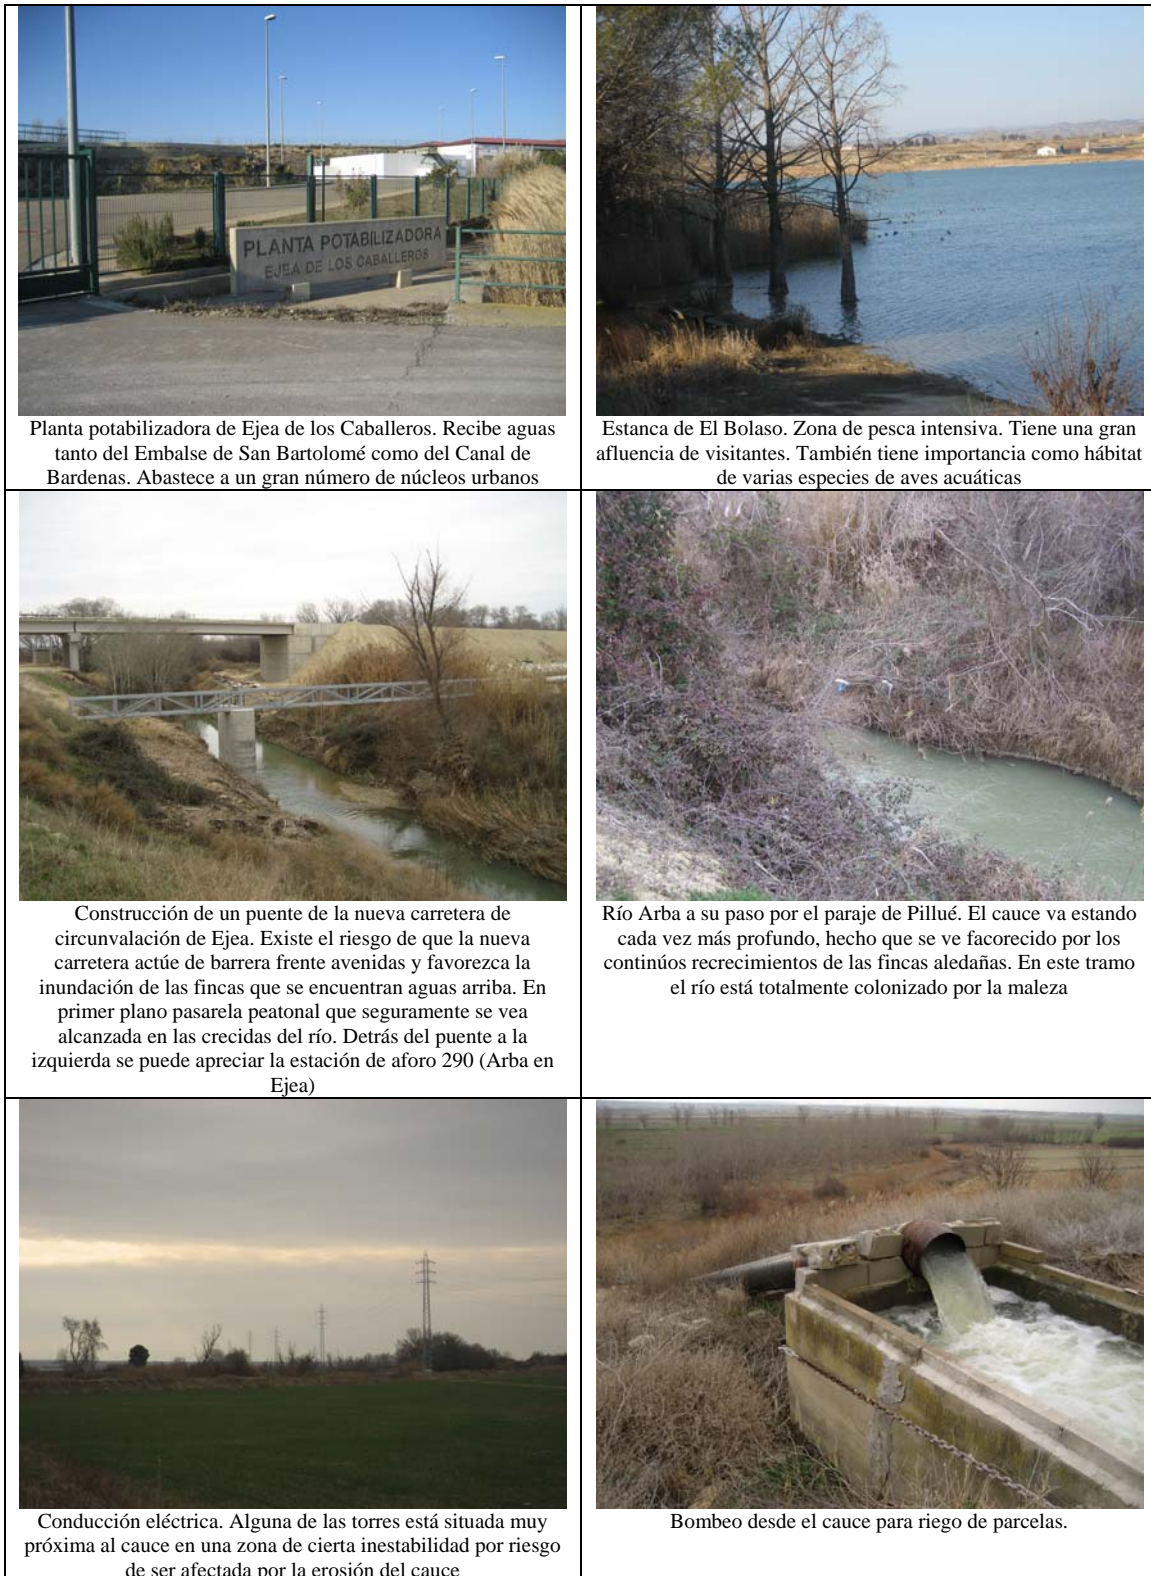 PLANTA POTABILIZADORA
EJEA DE LOS CABALLEROS
Planta potabilizadora de Ejea de los Caballeros. Recibe aguas
tanto del Embalse de San Bartolomé como del Canal de
Bardenas. Abastece a un gran número de núcleos urbanos
Estanca de El Bolaso. Zona de pesca intensiva. Tiene una gran
afluencia de visitantes. También tiene importancia como hábitat
de varias especies de aves acuáticas
Construcción de un puente de la nueva carretera de
circunvalación de Ejea. Existe el riesgo de que la nueva
carretera actúe de barrera frente avenidas y favorezca la
inundación de las fincas que se encuentran aguas arriba. En
primer plano pasarela peatonal que seguramente se vea
alcanzada en las crecidas del río. Detrás del puente a la
izquierda se puede apreciar la estación de aforo 290 (Arba en
Ejea)
Río Arba a su paso por el paraje de Pillué. El cauce va estando
cada vez más profundo, hecho que se ve facorecido por los
continúos recrecimientos de las fincas aledañas. En este tramo
el río está totalmente colonizado por la maleza
Conducción eléctrica. Alguna de las torres está situada muy
próxima al cauce en una zona de cierta inestabilidad por riesgo
de ser afectada por la erosión del cauce
Bombeo desde el cauce para riego de parcelas.